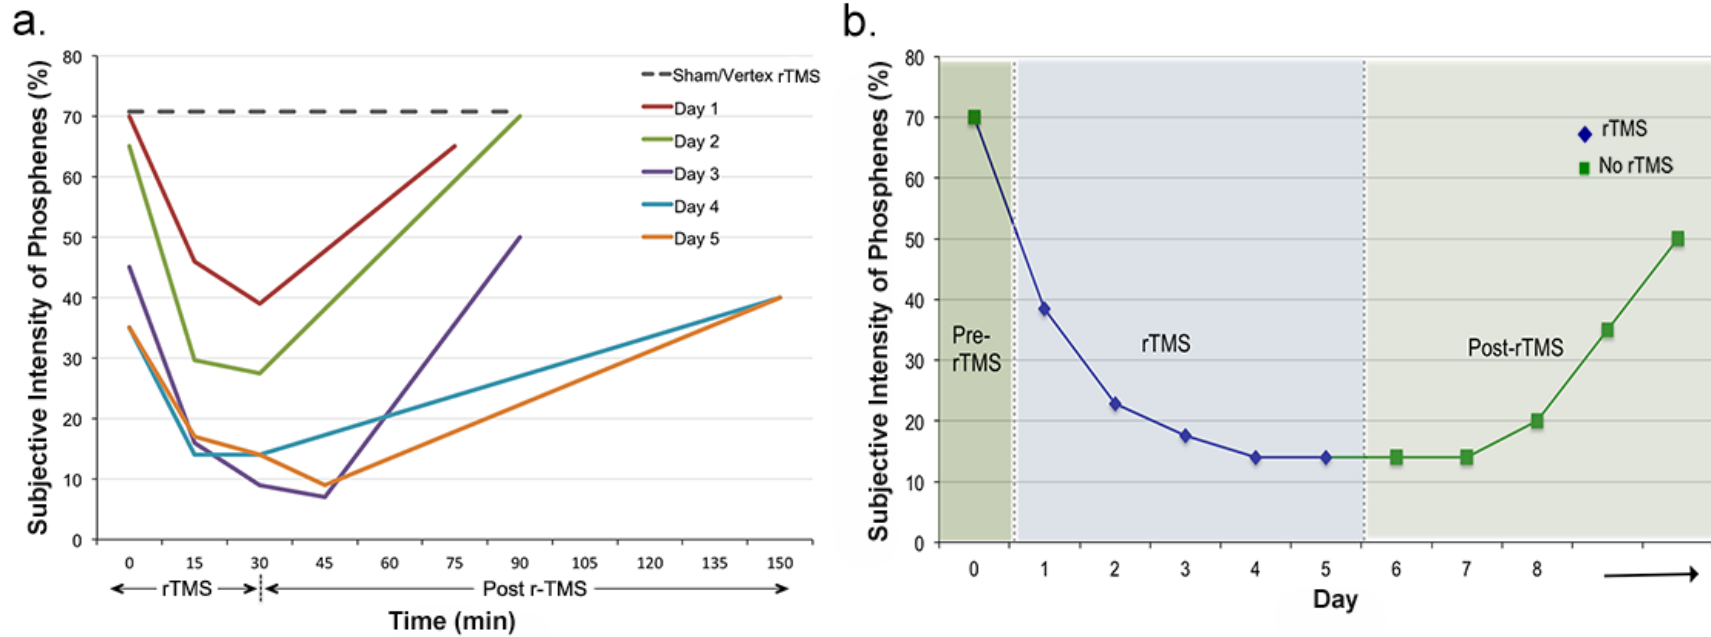 a.
Subjective Intensity of Phosphenes (%)
80
70
60
50
40
30
20
10
0
Sham/Vertex rTMS
Day 1
Day 2
Day 3
Day 4
Day 5
0 15 30 45 60 75 90 105 120 135 150
rTMS Post r-TMS
Time (min)
b.
Subjective Intensity of Phosphenes (%)
80
70
60
50
40
30
20
10
0
rTMS
No rTMS
Pre-
rTMS
rTMS
Post-rTMS
0 1 2 3 4 5 6 7 8
Day